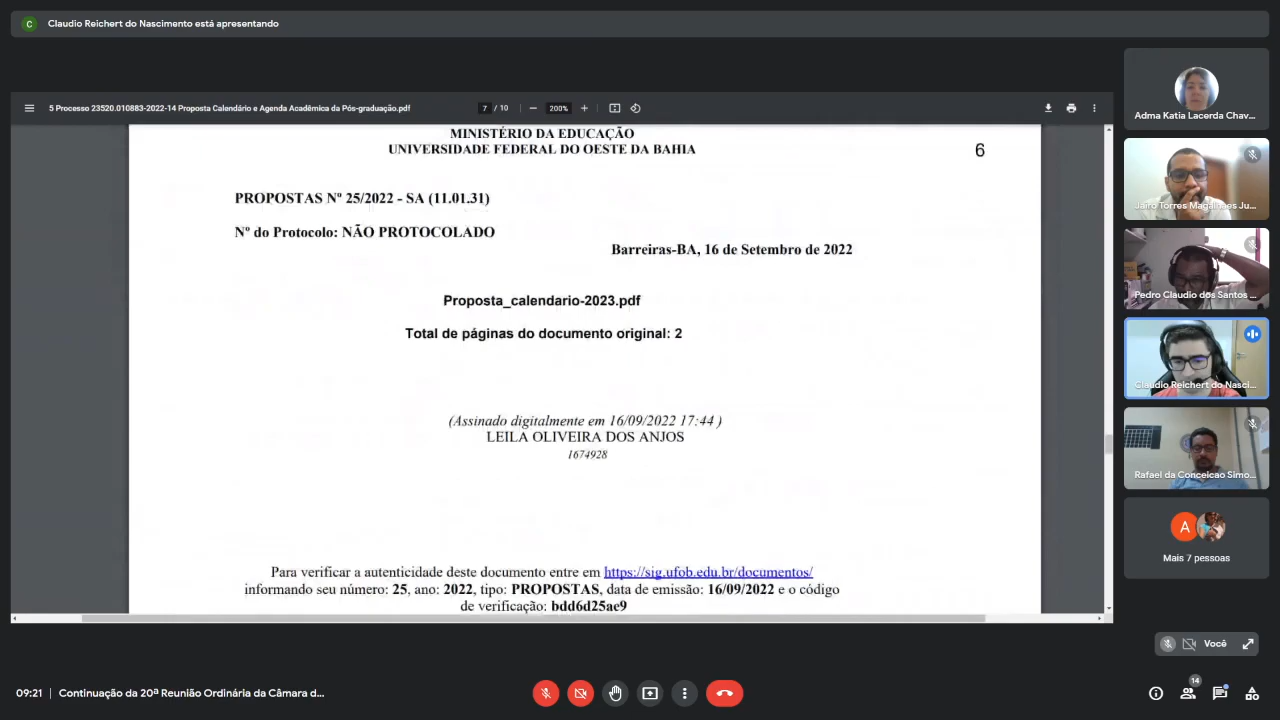 C
Claudio Reichert do Nascimento está apresentando
5 Processo 23520.010883-2022-14 Proposta Calendário e Agenda Acadêmica da Pós-graduação.pdf
7 / 10
200%
MINISTÉRIO DA EDUCAÇÃO
UNIVERSIDADE FEDERAL DO OESTE DA BAHIA
6
PROPOSTAS Nº 25/2022 - SA (11.01.31)
Nº do Protocolo: NÃO PROTOCOLADO
Barreiras-BA, 16 de Setembro de 2022
Proposta_calendario-2023.pdf
Total de páginas do documento original: 2
(Assinado digitalmente em 16/09/2022 17:44 )
LEILA OLIVEIRA DOS ANJOS
1674928
Para verificar a autenticidade deste documento entre em https://sig.ufob.edu.br/documentos/
informando seu número: 25, ano: 2022, tipo: PROPOSTAS, data de emissão: 16/09/2022 e o código
de verificação: bdd6d25ae9
Adma Katia Lacerda Chav...
Jairo Torres Magalhaes Ju...
Pedro Claudio dos Santos ...
Claudio Reichert do Nasci...
Rafael da Conceicao Simo...
A
Mais 7 pessoas
Você
09:21 | Continuação da 20ª Reunião Ordinária da Câmara d...
14